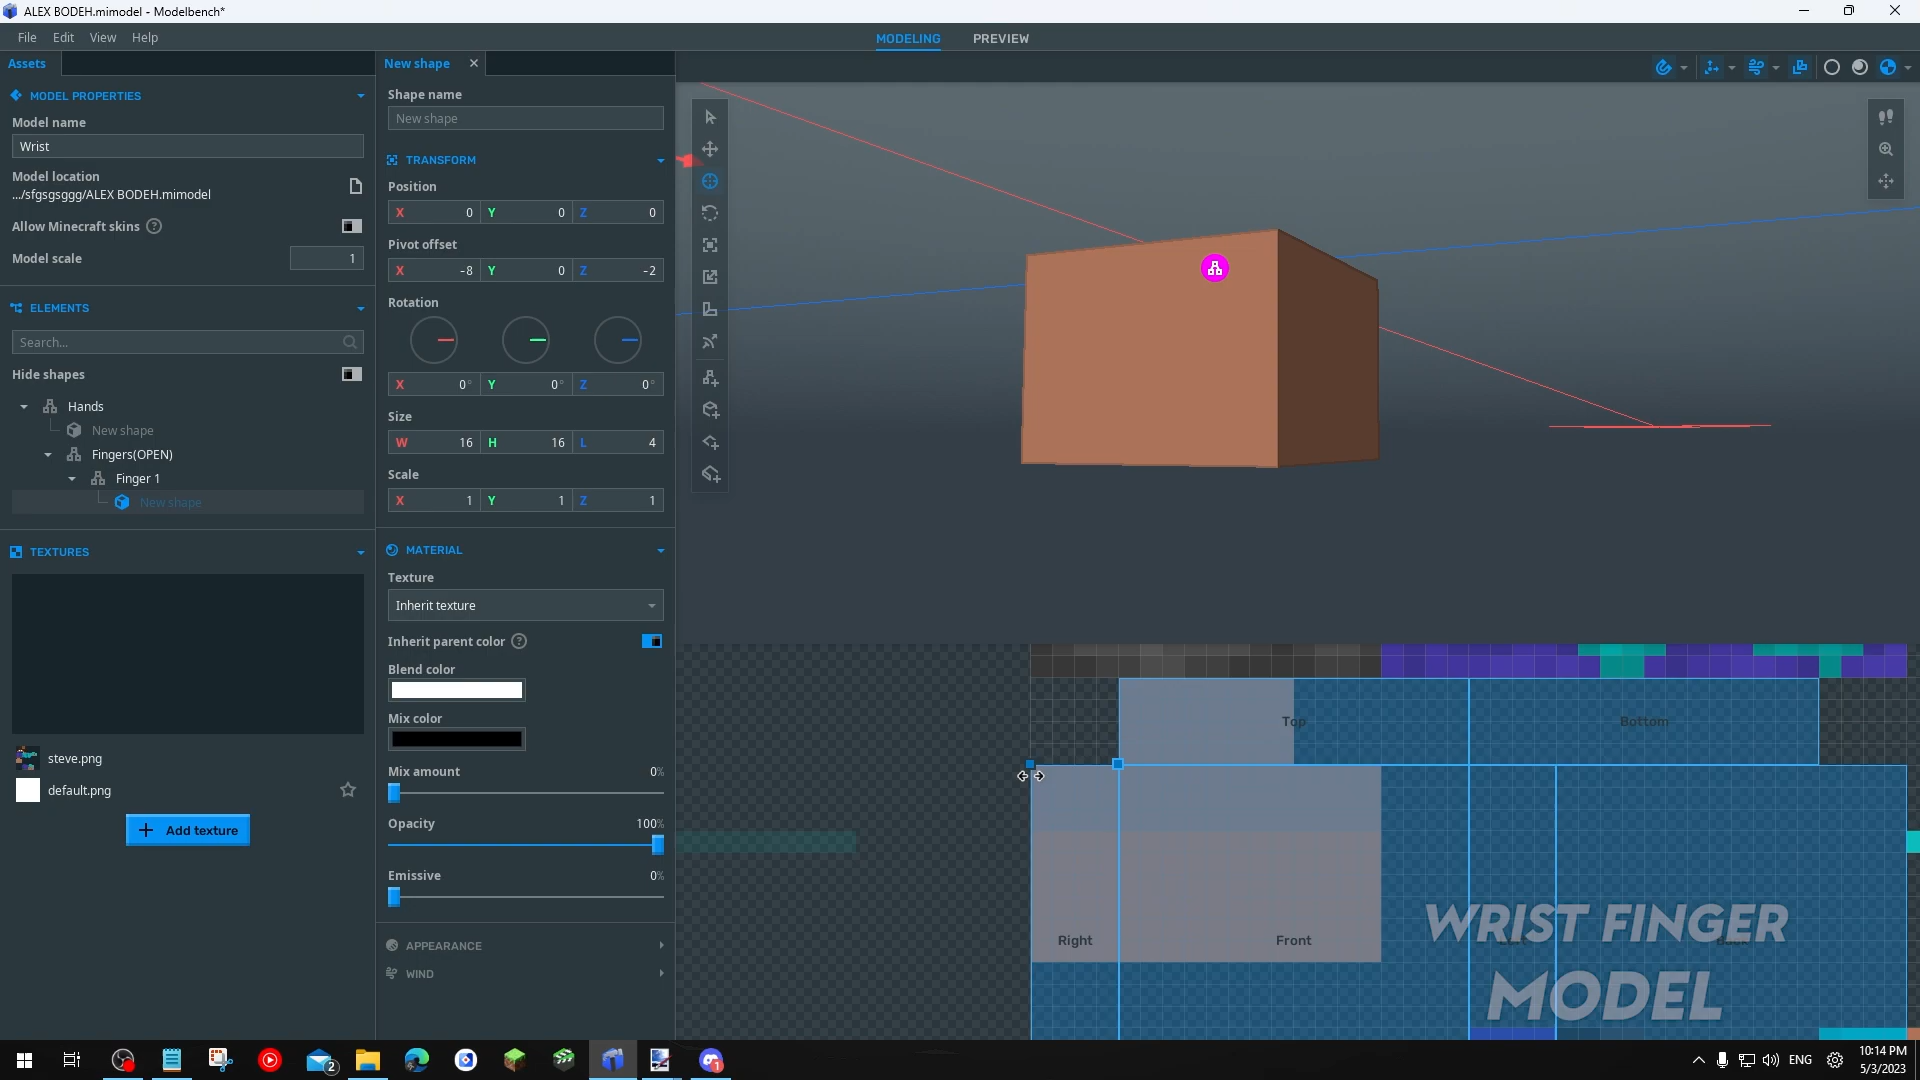 ALEX BODEH.mimodel - Modelbench*
File Edit View Help
MODELING PREVIEW
Assets
New shape
MODEL PROPERTIES
Model name
Wrist
Model location
.../sfgsgsggg/ALEX BODEH.mimodel
Allow Minecraft skins ?
Model scale 1
ELEMENTS
Search...
Hide shapes
Hands
New shape
Fingers(OPEN)
Finger 1
New shape
TEXTURES
steve.png
default.png
+ Add texture
Shape name
New shape
TRANSFORM
Position
X 0 Y 0 Z 0
Pivot offset
X -8 Y 0 Z -2
Rotation
X 0° Y 0° Z 0°
Size
W 16 H 16 L 4
Scale
X 1 Y 1 Z 1
MATERIAL
Texture
Inherit texture
Inherit parent color ?
Blend color
Mix color
Mix amount 0%
Opacity 100%
Emissive 0%
APPEARANCE
WIND
Top
Bottom
Right
Front
WRIST FINGER
MODEL
2
1
ENG
10:14 PM
5/3/2023